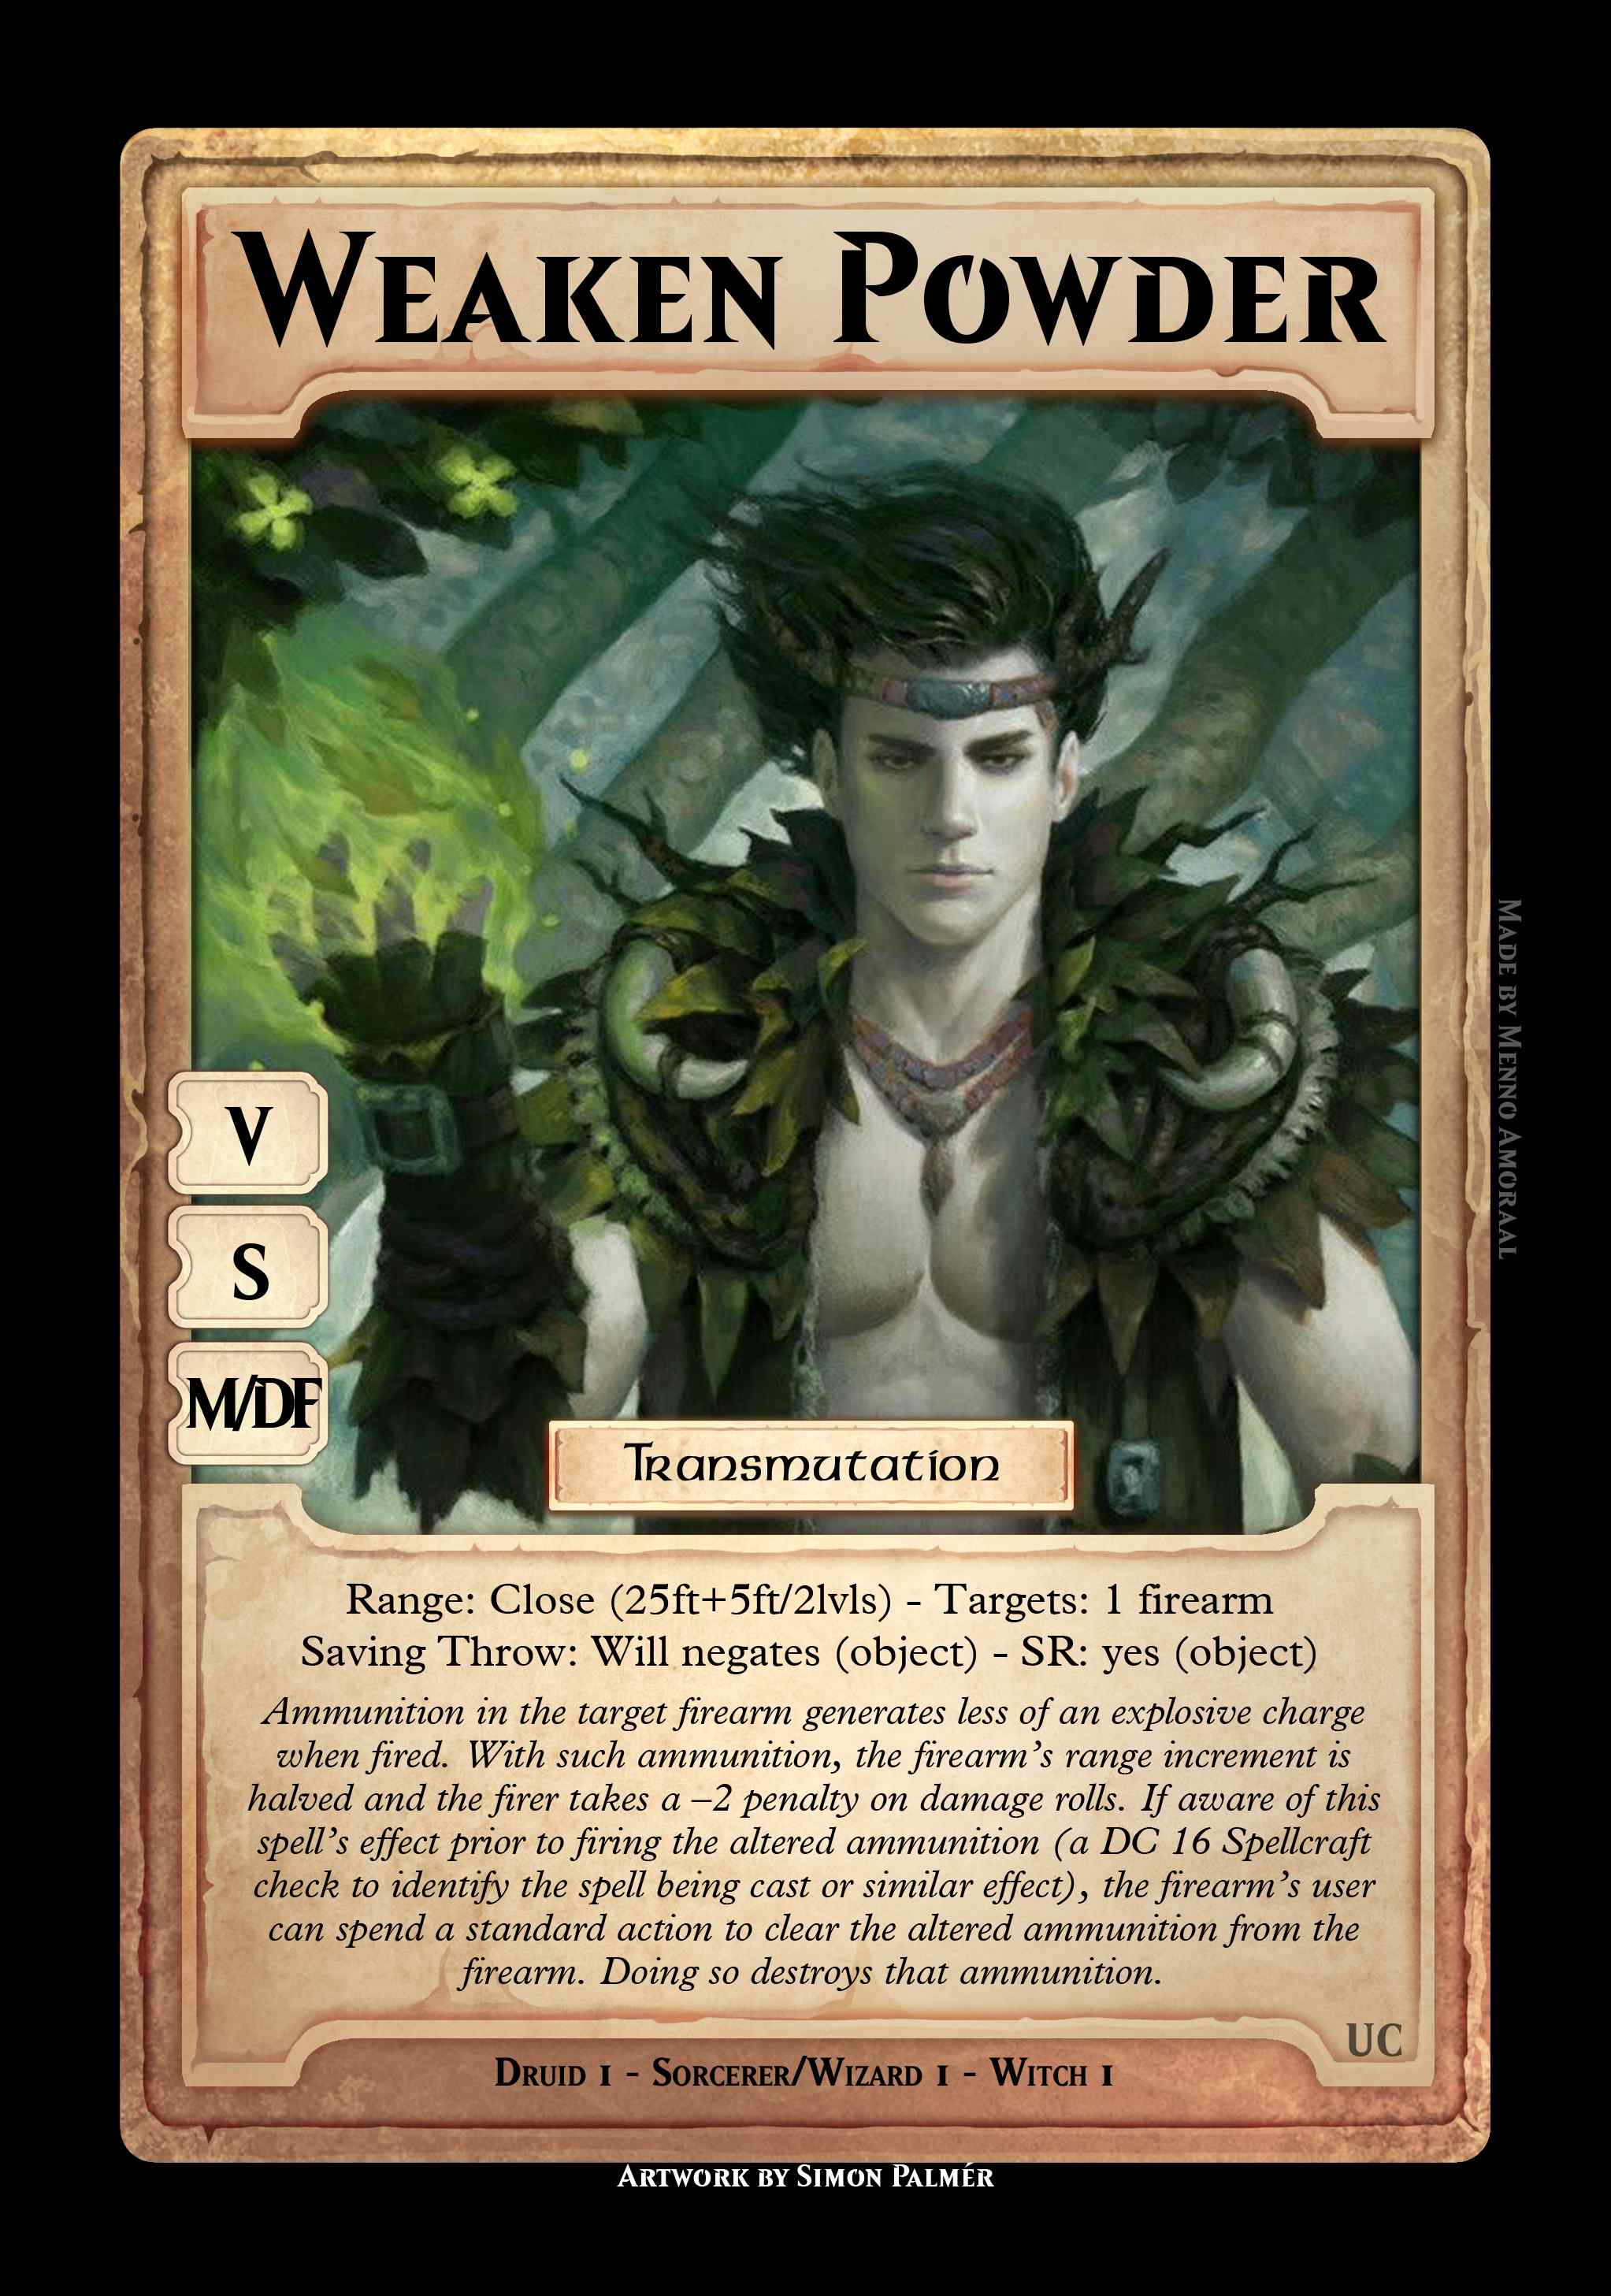 Weaken Powder
V
S
M/DF
Transmutation
Range: Close (25ft+5ft/2lvls) - Targets: 1 firearm
Saving Throw: Will negates (object) - SR: yes (object)
Ammunition in the target firearm generates less of an explosive charge
when fired. With such ammunition, the firearm's range increment is
halved and the firer takes a –2 penalty on damage rolls. If aware of this
spell's effect prior to firing the altered ammunition (a DC 16 Spellcraft
check to identify the spell being cast or similar effect), the firearm's user
can spend a standard action to clear the altered ammunition from the
firearm. Doing so destroys that ammunition.
UC
Druid 1 - Sorcerer/Wizard 1 - Witch 1
Artwork by Simon Palmér
Made by Menno Amoraal